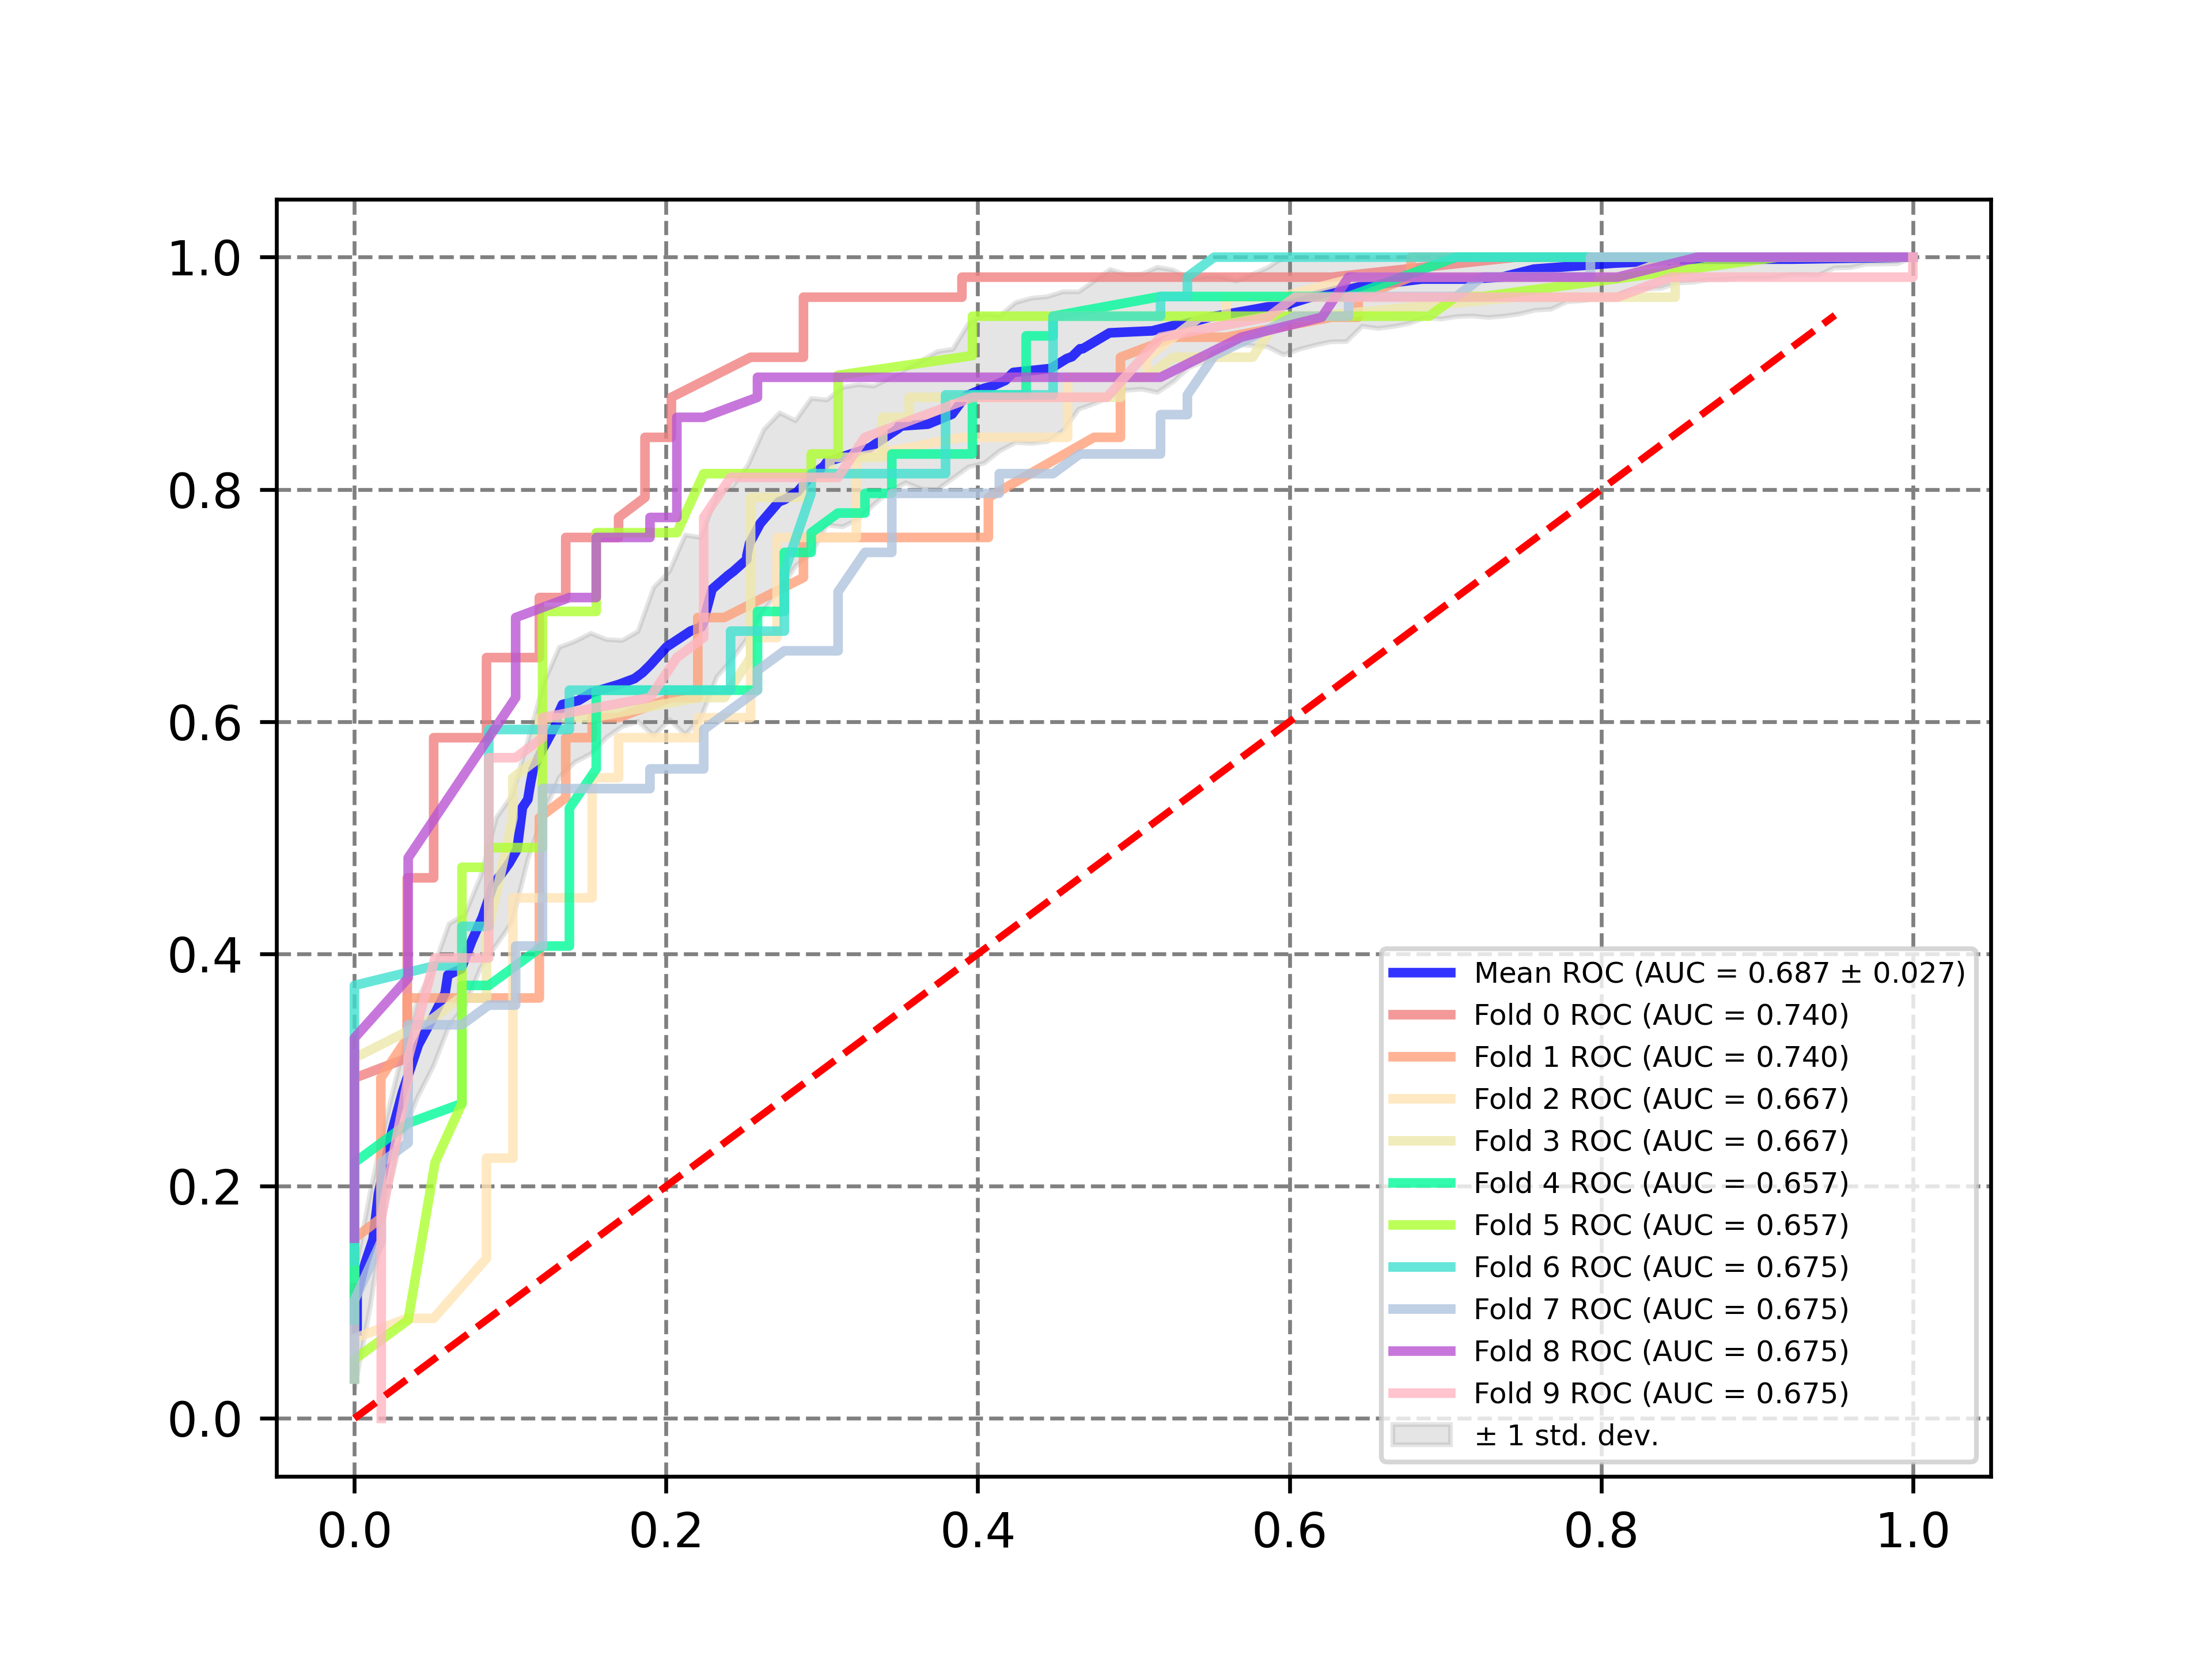 1.0
0.8
0.6
0.4
0.2
0.0
0.0 0.2 0.4 0.6 0.8 1.0
Mean ROC (AUC = 0.687 ± 0.027)
Fold 0 ROC (AUC = 0.740)
Fold 1 ROC (AUC = 0.740)
Fold 2 ROC (AUC = 0.667)
Fold 3 ROC (AUC = 0.667)
Fold 4 ROC (AUC = 0.657)
Fold 5 ROC (AUC = 0.657)
Fold 6 ROC (AUC = 0.675)
Fold 7 ROC (AUC = 0.675)
Fold 8 ROC (AUC = 0.675)
Fold 9 ROC (AUC = 0.675)
± 1 std. dev.